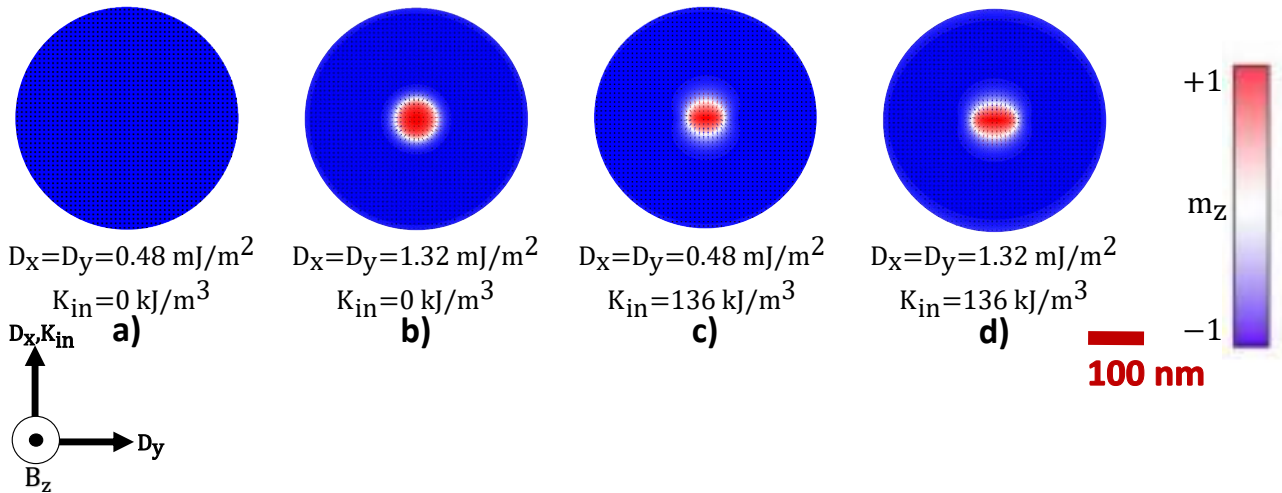 Dx=Dy=0.48 mJ/m² Dx=Dy=1.32 mJ/m² Dx=Dy=0.48 mJ/m² Dx=Dy=1.32 mJ/m²
Kin=0 kJ/m³ Kin=0 kJ/m³ Kin=136 kJ/m³ Kin=136 kJ/m³
a) b) c) d)
+1
mz
−1
100 nm
Dx,Kin
Dy
Bz